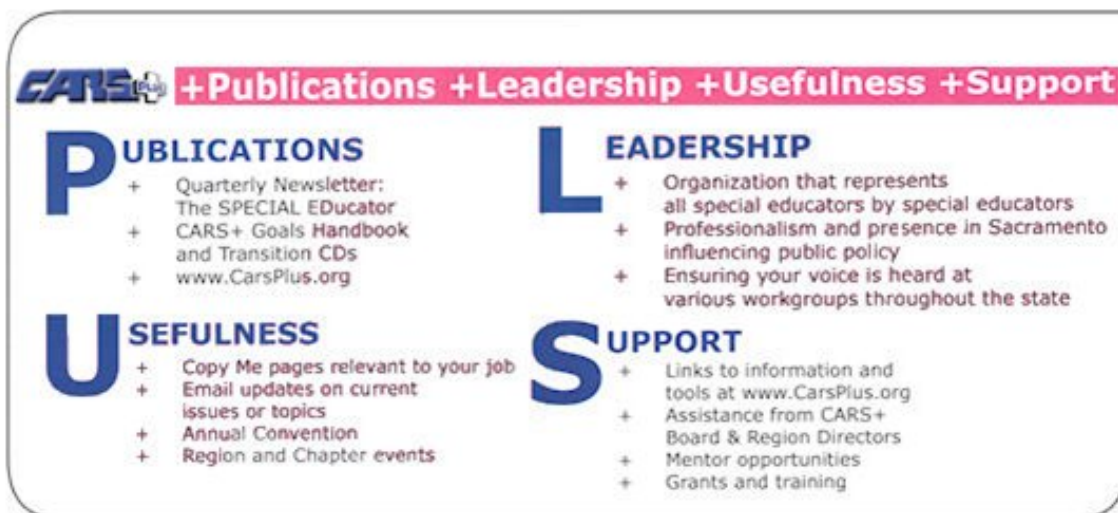 CARS Plus +Publications +Leadership +Usefulness +Support
PUBLICATIONS
+ Quarterly Newsletter:
The SPECIAL EDucator
+ CARS+ Goals Handbook
and Transition CDs
+ www.CarsPlus.org
LEADERSHIP
+ Organization that represents
all special educators by special educators
+ Professionalism and presence in Sacramento
influencing public policy
+ Ensuring your voice is heard at
various workgroups throughout the state
USEFULNESS
+ Copy Me pages relevant to your job
+ Email updates on current
issues or topics
+ Annual Convention
+ Region and Chapter events
SUPPORT
+ Links to information and
tools at www.CarsPlus.org
+ Assistance from CARS+
Board & Region Directors
+ Mentor opportunities
+ Grants and training